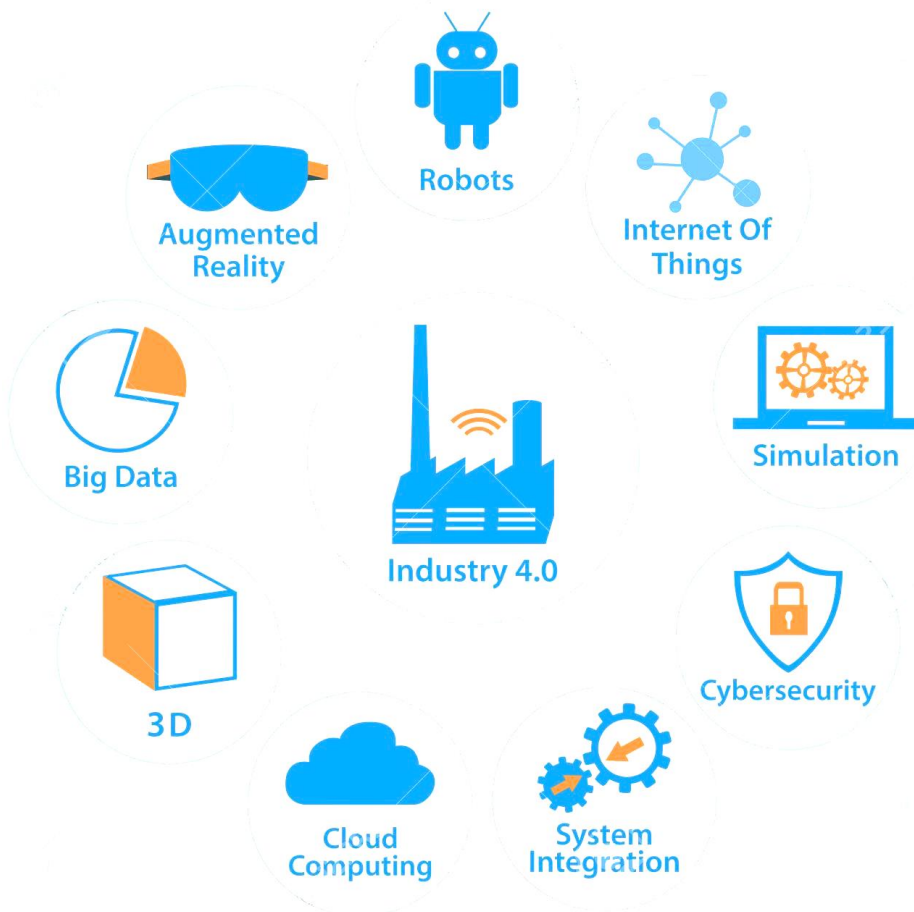 Robots
Augmented
Reality
Internet Of
Things
Big Data
Simulation
Industry 4.0
3D
Cybersecurity
Cloud
Computing
System
Integration